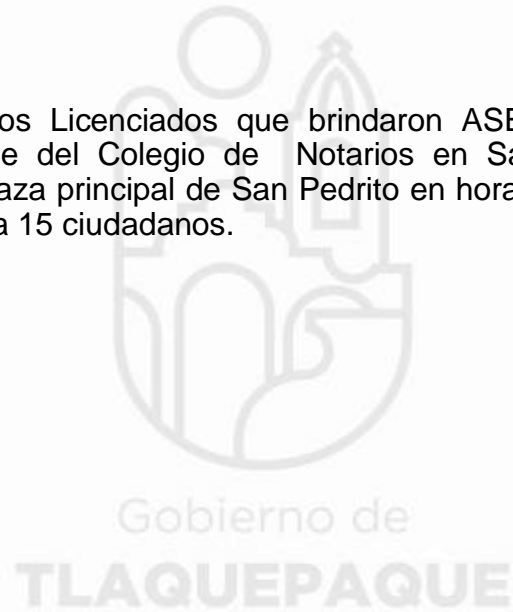 os Licenciados que brindaron ASE
e del Colegio de Notarios en Sa
aza principal de San Pedrito en hora
a 15 ciudadanos.
Gobierno de
TLAQUEPAQUE